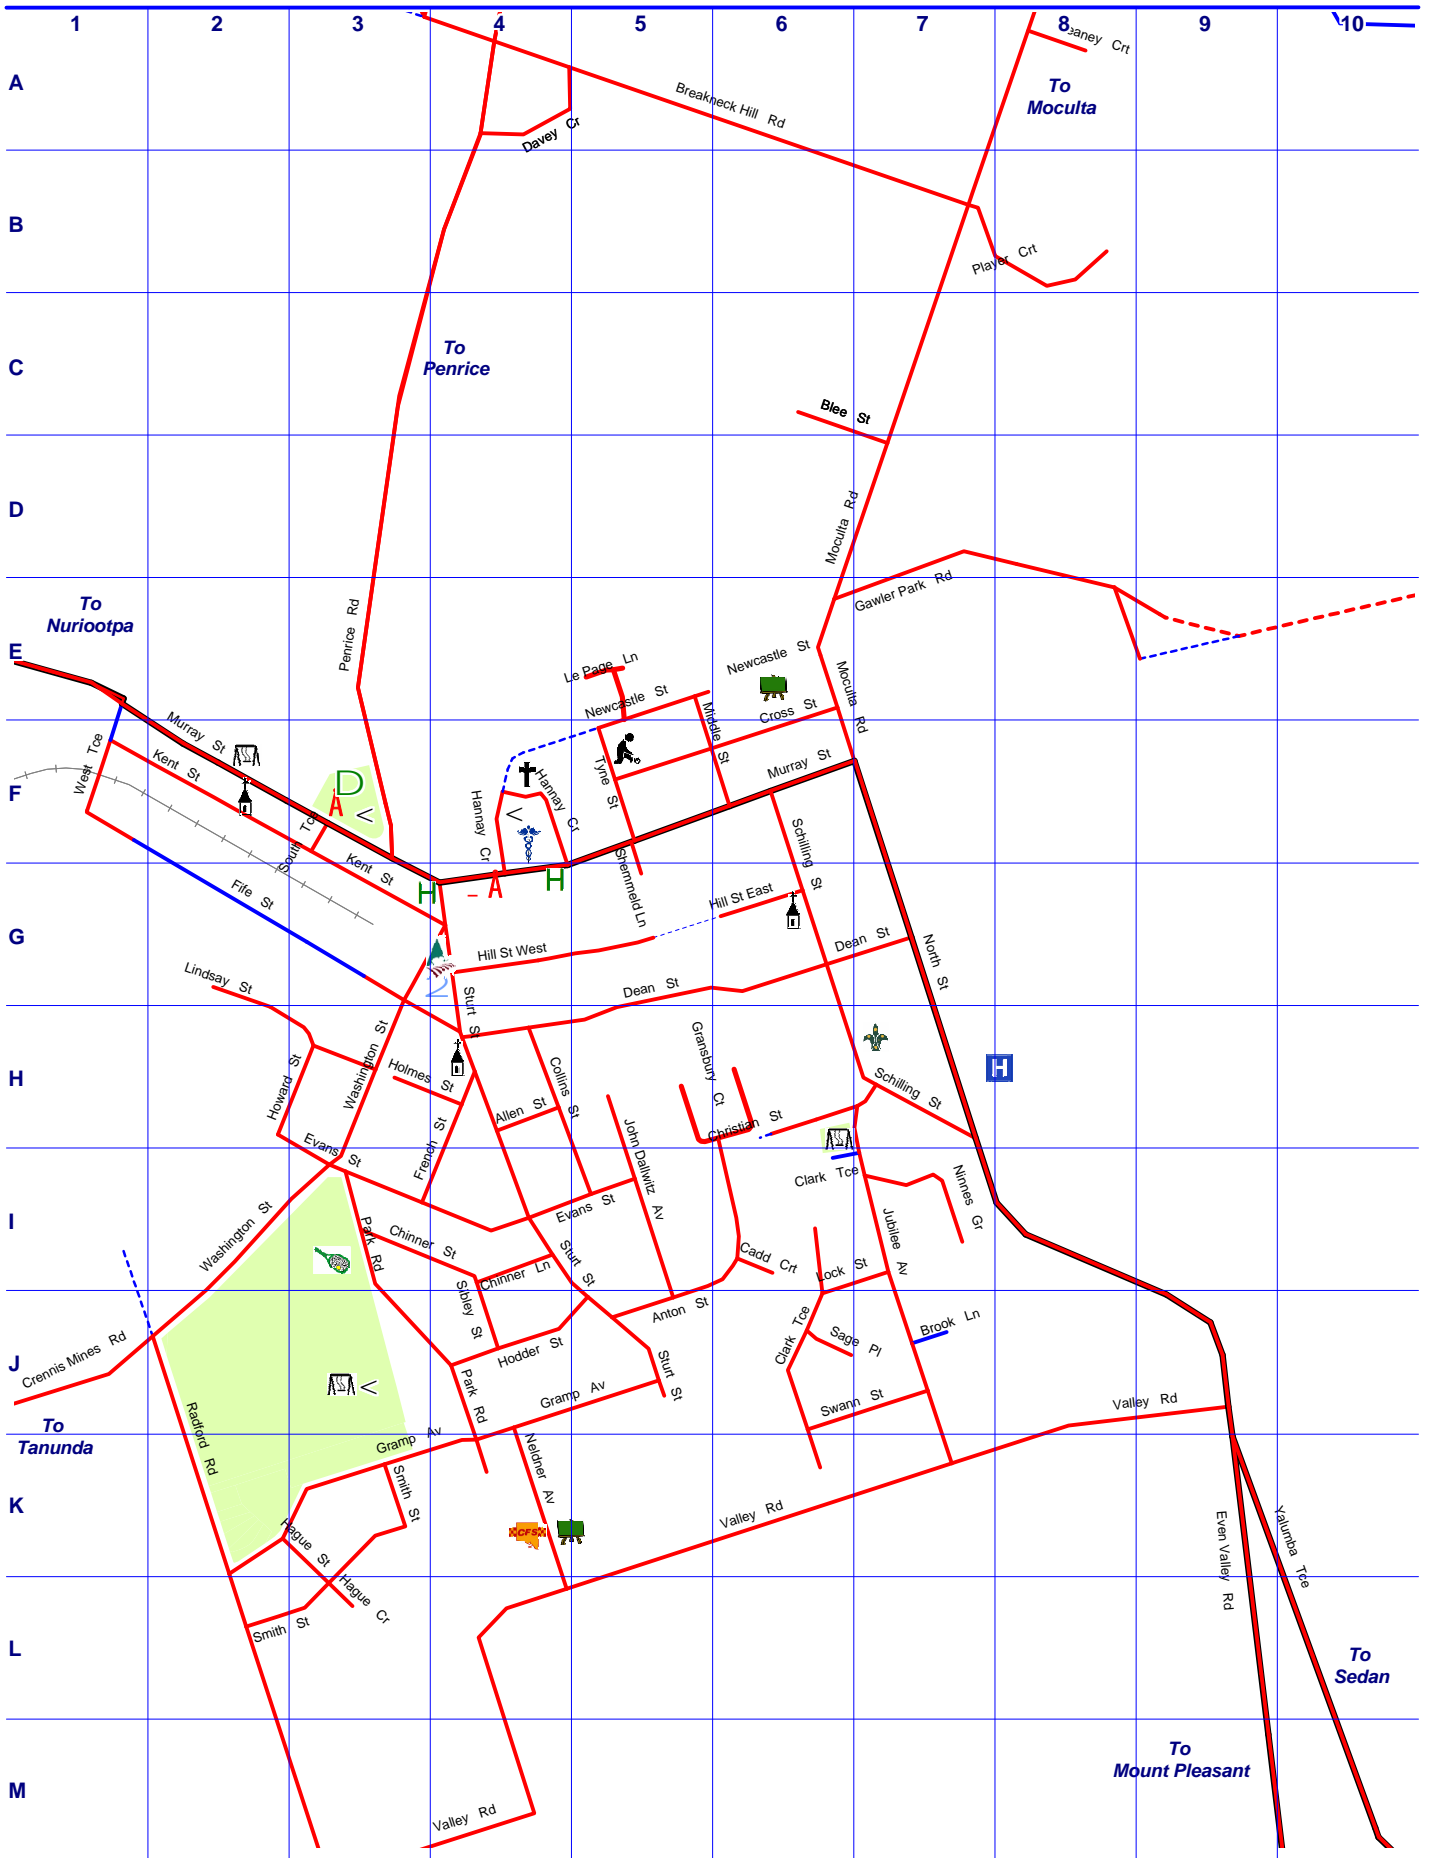 1 2 3 4 5 6 7 8 9 10
A
Crt
To
Moculta
Breakneck Hill Rd
Davey Cr
B
Player Crt
C
To
Penrice
Blee St
D
Moculta Rd
Gawler Park Rd
To
Nuriootpa
Penrice Rd
E
Le Page Ln
Newcastle St
Newcastle St
Moculta Rd
Cross St
Middle St
Murray St
West Tce
Kent St
Murray St
Tyne St
Hannay Cr
Hannay Cr
F
D
A
<
<
South Tce
Kent St
Schilling St
Shemmeld Ln
H
A
H
Fife St
Hill St East
G
Hill St West
Dean St
North St
Lindsay St
Dean St
2
Sturt St
Washington St
Gransbury Ct
Howard St
Holmes St
Collins St
H
H
Schilling St
Allen St
Christian St
Evans St
French St
John Dallwitz Av
Clark Tce
Ninnes Gr
I
Washington St
Park Rd
Evans St
Jubilee Av
Chinner St
Sturt St
Cadd Crt
Lock St
Chinner Ln
Sibley St
Anton St
Clark Tce
Brook Ln
Sage Pl
Crennis Mines Rd
J
Hodder St
Sturt St
<
Park Rd
Gramp Av
Swann St
Valley Rd
To
Tanunda
Radford Rd
Gramp Av
Neldner Av
Smith St
K
Valley Rd
CFS
Hague St
Even Valley Rd
Yalumba Tce
Hague Cr
Smith St
L
To
Sedan
To
Mount Pleasant
M
Valley Rd